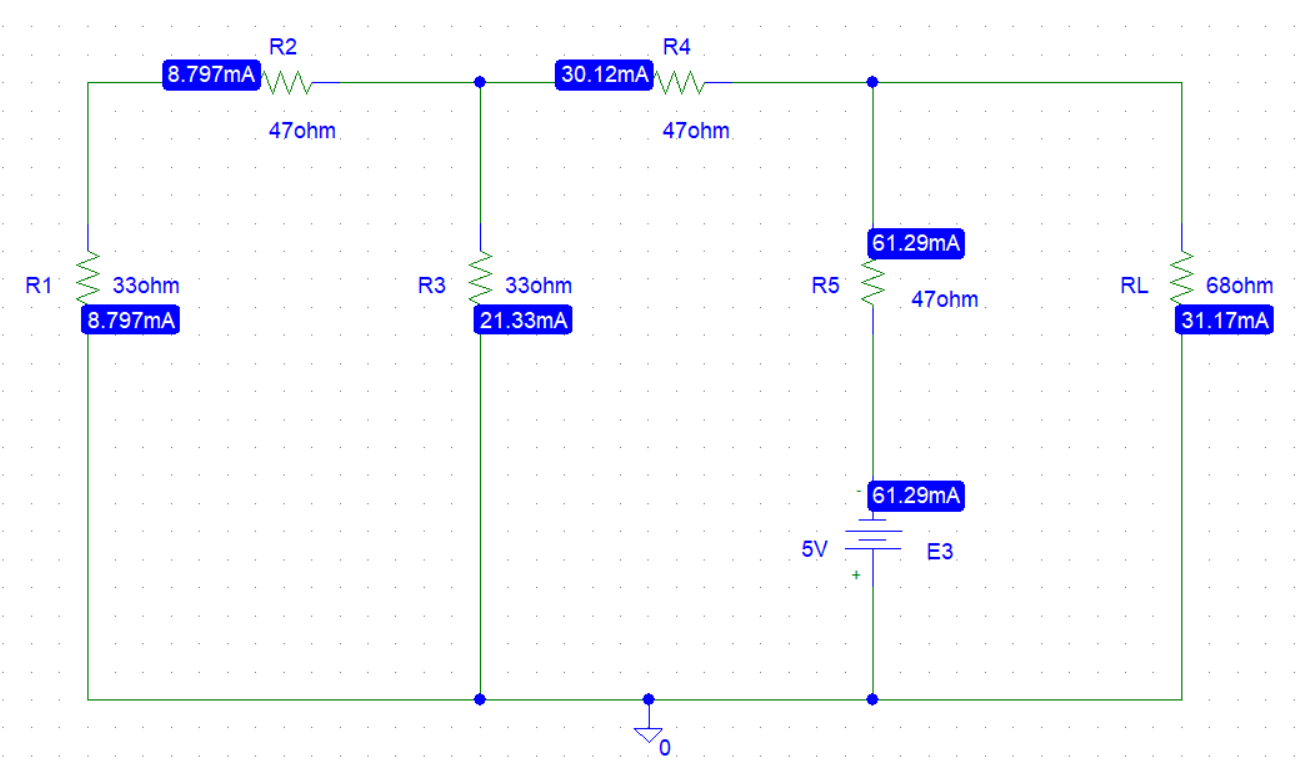 R2
R4
8.797mA
30.12mA
47ohm
47ohm
61.29mA
R1
33ohm
R3
33ohm
R5
47ohm
RL
68ohm
8.797mA
21.33mA
31.17mA
-
61.29mA
5V
E3
+
0